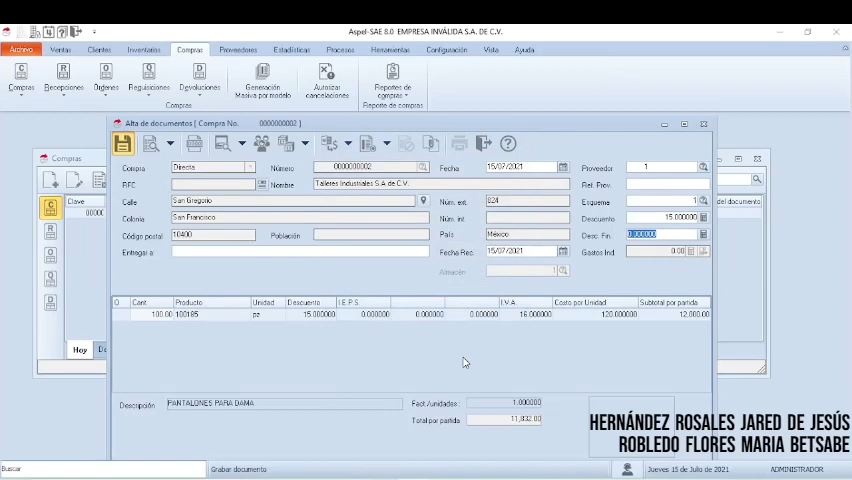 Aspel-SAE 8.0 EMPRESA INVÁLIDA S.A. DE C.V.
Archivo Ventas Clientes Inventarios Compras Proveedores Estadísticas Procesos Herramientas Configuración Vista Ayuda
Compras Recepciones Órdenes Requisiciones Devoluciones Generación Masiva por modelo Autorizar cancelaciones Reportes de compras
Compras Reporte de compras
Alta de documentos [ Compra No. 0000000002 ]
Compras
Compra Directa Número 0000000002 Fecha 15/07/2021 Proveedor 1
RFC Nombre Talleres Industriales S.A de C.V. Ref. Prov.
Calle San Gregorio Núm. ext. 824 Esquema 1
Clave del documento
Colonia San Francisco Núm. int. Descuento 15.000000
00000
Código postal 10400 Población País México Desc. Fin. 0.000000
Entregar a Fecha Rec. 15/07/2021 Gastos Ind. 0.00
Almacén 1
O Cant. Producto Unidad Descuento I.E.P.S I.V.A. Costo por Unidad Subtotal por partida
100.00 100185 pz 15.000000 0.000000 0.000000 0.000000 16.000000 120.000000 12,000.00
Hoy
Descripción PANTALONES PARA DAMA Fact./unidades : 1.000000
Total por partida 11,832.00
HERNÁNDEZ ROSALES JARED DE JESÚS
ROBLEDO FLORES MARIA BETSABE
Buscar Grabar documento Jueves 15 de Julio de 2021 ADMINISTRADOR